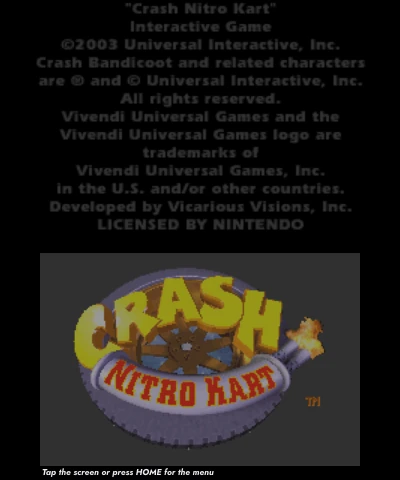 "Crash Nitro Kart"
Interactive Game
©2003 Universal Interactive, Inc.
Crash Bandicoot and related characters
are ® and © Universal Interactive, Inc.
All rights reserved.
Vivendi Universal Games and the
Vivendi Universal Games logo are
trademarks of
Vivendi Universal Games, Inc.
in the U.S. and/or other countries.
Developed by Vicarious Visions, Inc.
LICENSED BY NINTENDO
CRASH
NITRO KART
TM
Tap the screen or press HOME for the menu